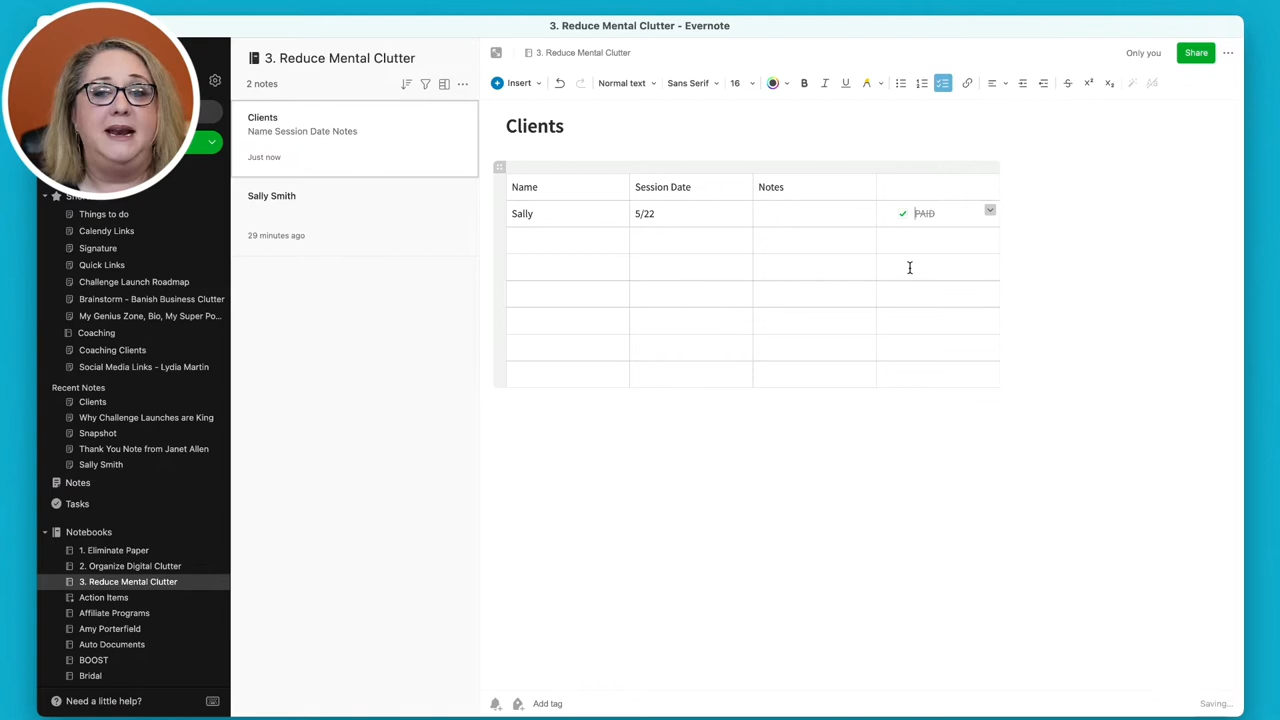 3. Reduce Mental Clutter - Evernote
Things to do
Calendy Links
Signature
Quick Links
Challenge Launch Roadmap
Brainstorm - Banish Business Clutter
My Genius Zone, Bio, My Super Po...
Coaching
Coaching Clients
Social Media Links - Lydia Martin
Recent Notes
Clients
Why Challenge Launches are King
Snapshot
Thank You Note from Janet Allen
Sally Smith
Notes
Tasks
Notebooks
1. Eliminate Paper
2. Organize Digital Clutter
3. Reduce Mental Clutter
Action Items
Affiliate Programs
Amy Porterfield
Auto Documents
BOOST
Bridal
Need a little help?
3. Reduce Mental Clutter
2 notes
Clients
Name Session Date Notes
Just now
Sally Smith
29 minutes ago
3. Reduce Mental Clutter
Only you
Share
Insert
Normal text
Sans Serif
16
Clients
Name Session Date Notes
Sally 5/22 PAID
Add tag
Saving...